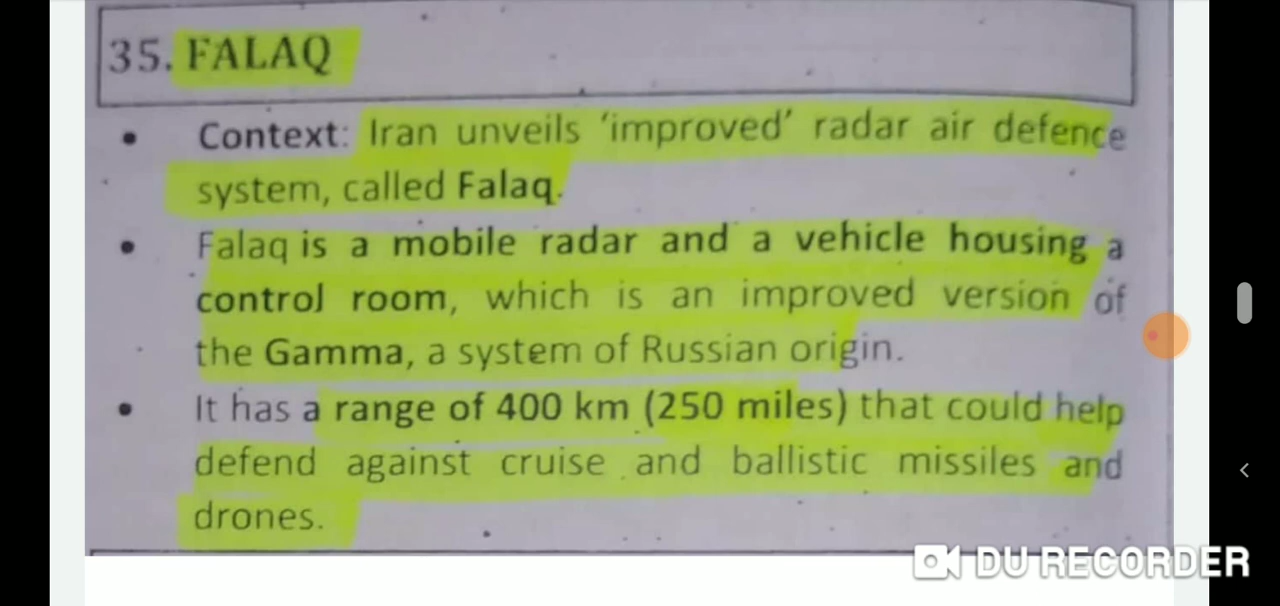 35. FALAQ
• Context: Iran unveils ‘improved’ radar air defence
system, called Falaq.
• Falaq is a mobile radar and a vehicle housing a
control room, which is an improved version of
the Gamma, a system of Russian origin.
• It has a range of 400 km (250 miles) that could help
defend against cruise and ballistic missiles and
drones.
DU RECORDER